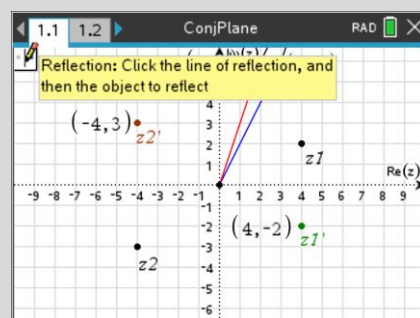 1.1 1.2 ConjPlane RAD
Reflection: Click the line of reflection, and
then the object to reflect
4
(-4,3) 3
z2'
2
z1
1
Re(z)
-9 -8 -7 -6 -5 -4 -3 -2 -1 1 2 3 4 5 6 7 8 9
-1
(4,-2)
-2
z1'
-3
z2
-4
-5
-6